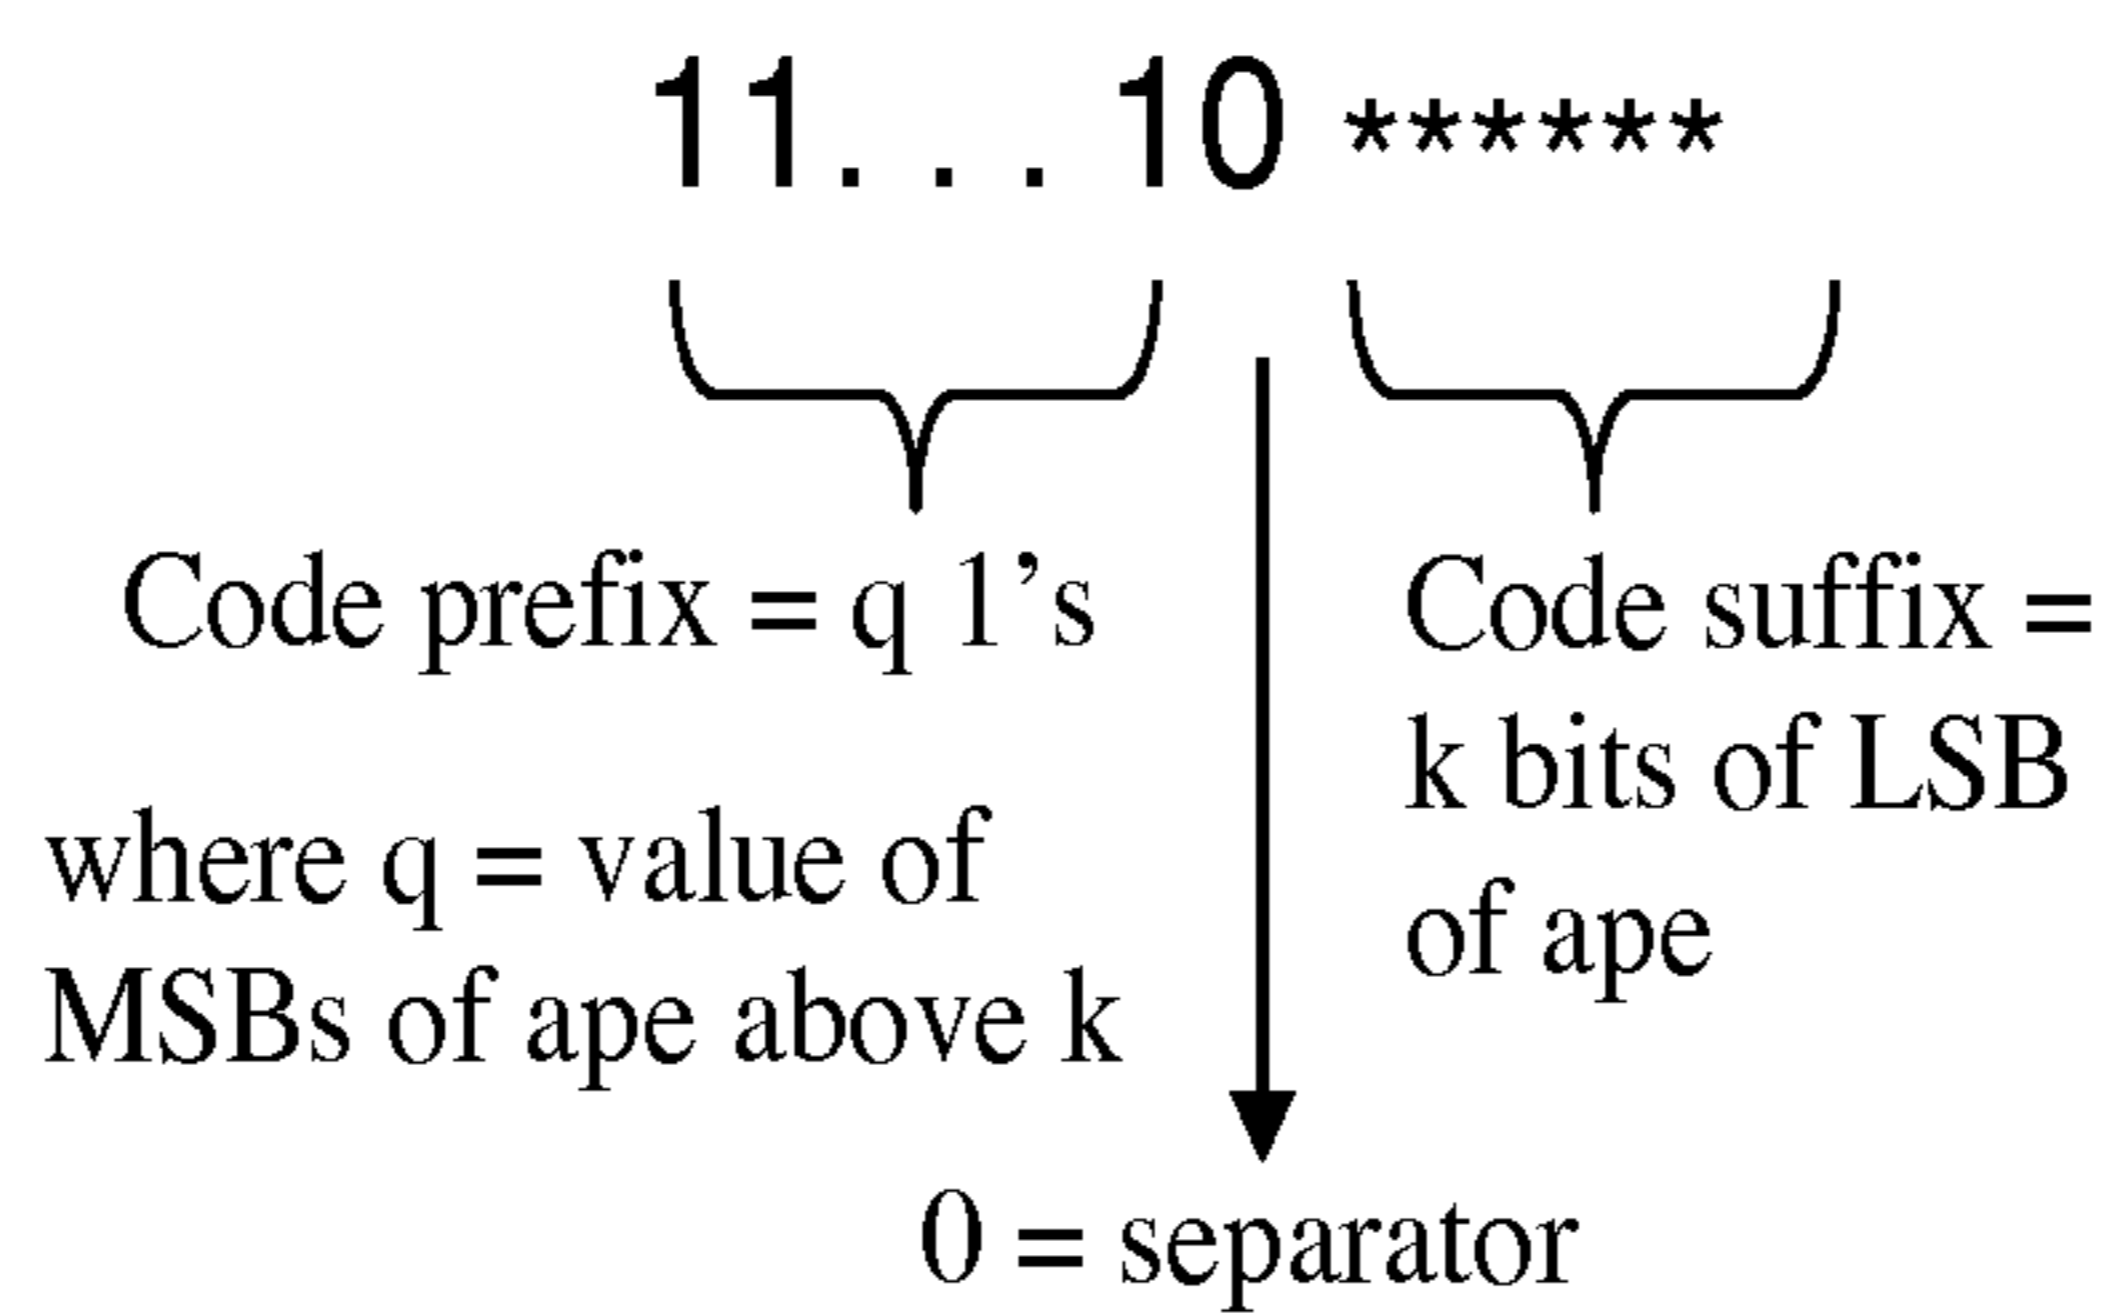 11. . . 10 ******
Code prefix = q 1’s
where q = value of
MSBs of ape above k
Code suffix =
k bits of LSB
of ape
0 = separator